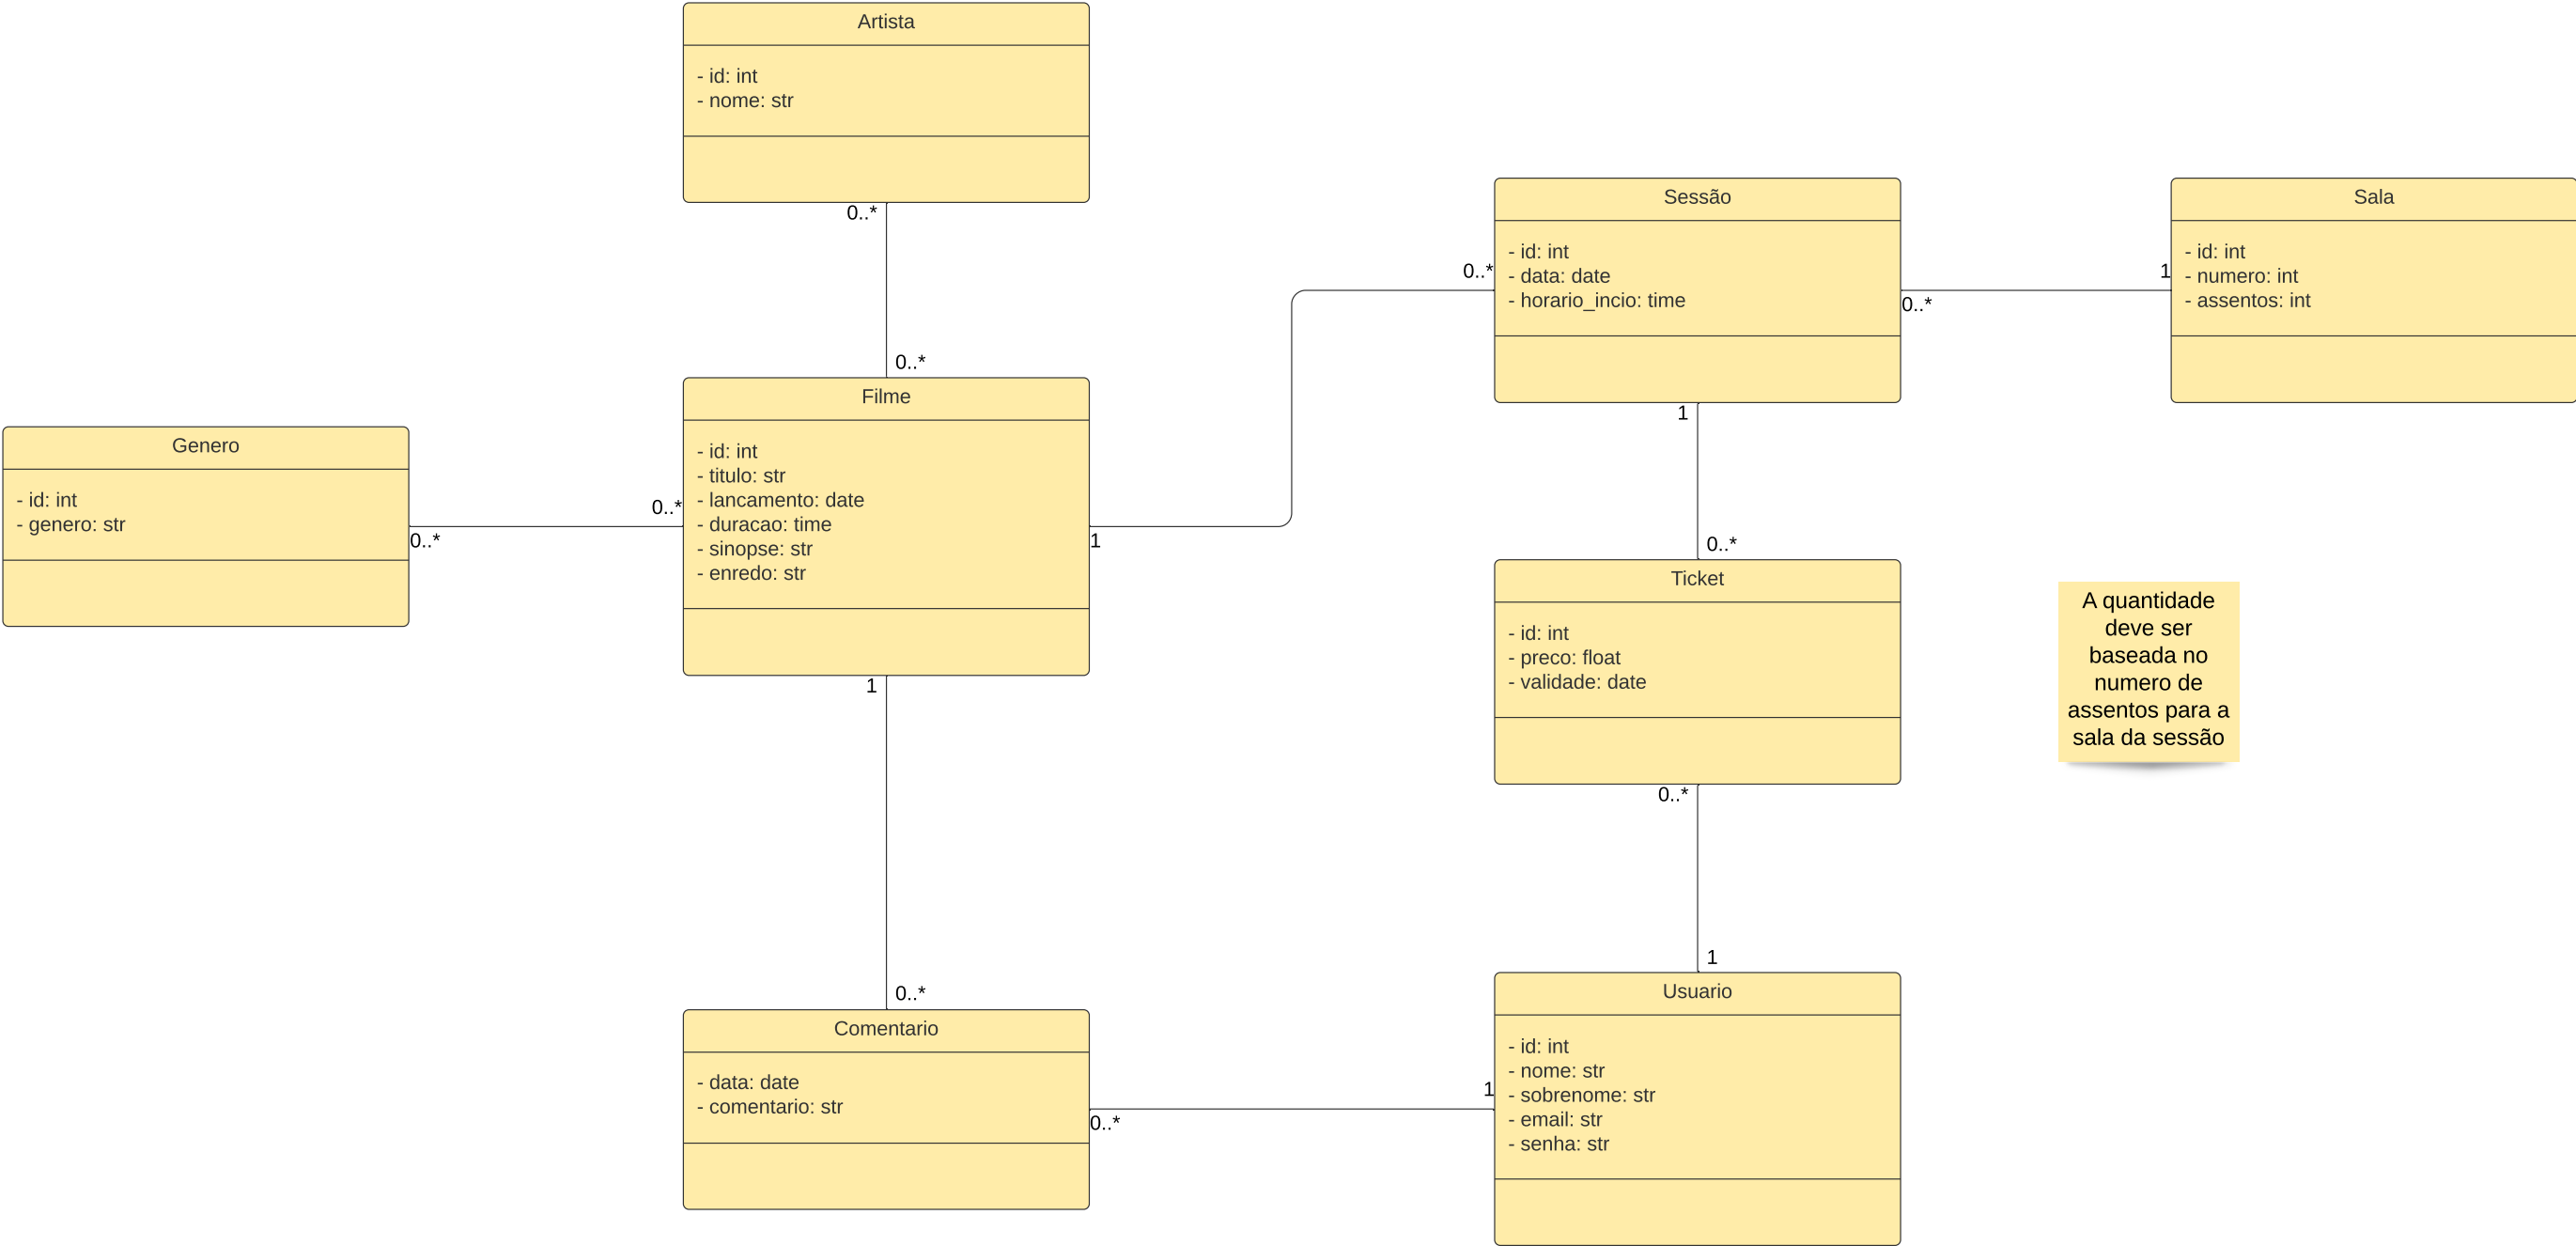 Artista
- id: int
- nome: str
0..*
0..*
Genero
- id: int
- genero: str
0..*
0..*
Filme
- id: int
- titulo: str
- lancamento: date
- duracao: time
- sinopse: str
- enredo: str
1
0..*
Sessão
- id: int
- data: date
- horario_incio: time
0..*
1
Sala
- id: int
- numero: int
- assentos: int
1
0..*
Ticket
- id: int
- preco: float
- validade: date
A quantidade
deve ser
baseada no
numero de
assentos para a
sala da sessão
0..*
1
1
0..*
Comentario
- data: date
- comentario: str
0..*
1
Usuario
- id: int
- nome: str
- sobrenome: str
- email: str
- senha: str